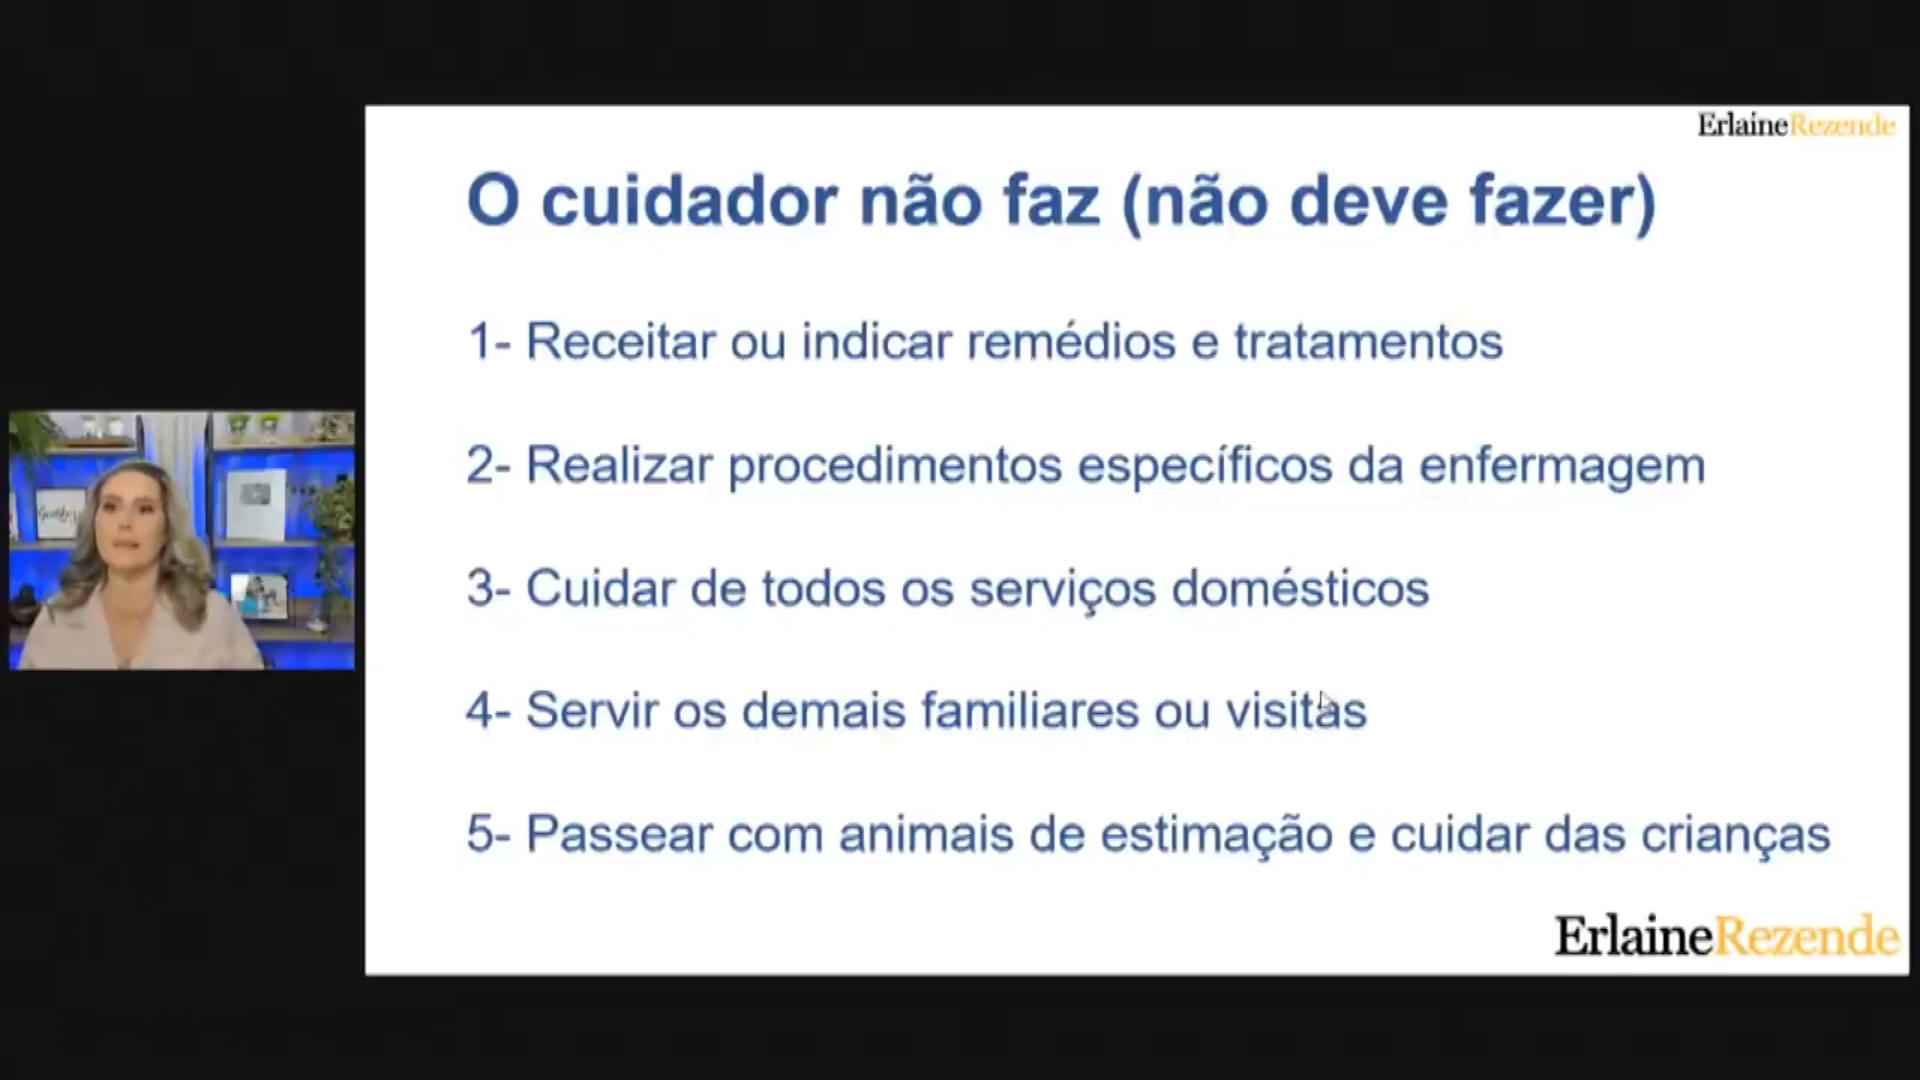 ErlaineRezende
O cuidador não faz (não deve fazer)
1- Receitar ou indicar remédios e tratamentos
2- Realizar procedimentos específicos da enfermagem
3- Cuidar de todos os serviços domésticos
4- Servir os demais familiares ou visitas
5- Passear com animais de estimação e cuidar das crianças
ErlaineRezende